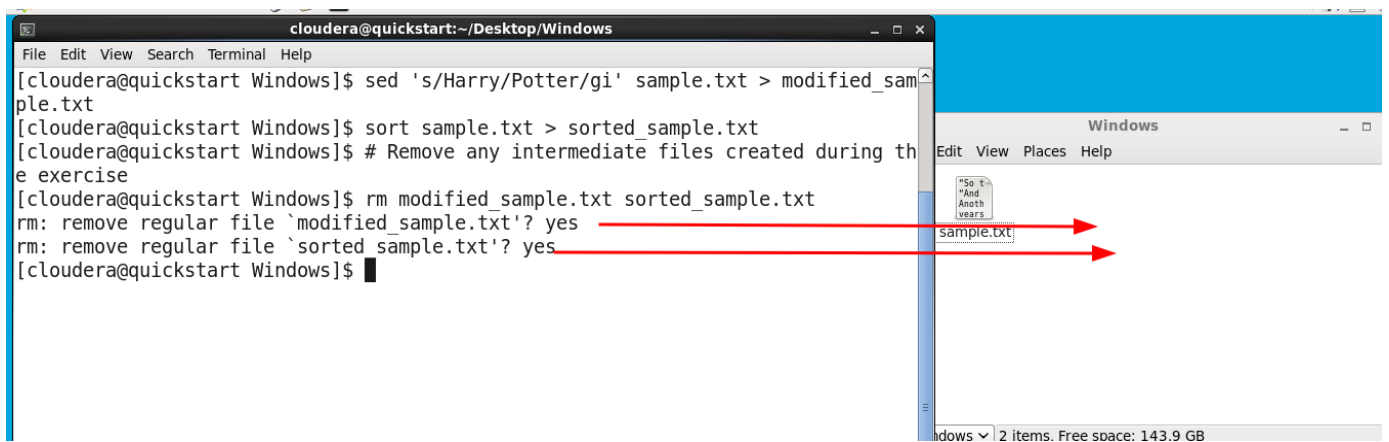 cloudera@quickstart:~/Desktop/Windows
File Edit View Search Terminal Help
[cloudera@quickstart Windows]$ sed 's/Harry/Potter/gi' sample.txt > modified_sam
ple.txt
[cloudera@quickstart Windows]$ sort sample.txt > sorted_sample.txt
[cloudera@quickstart Windows]$ # Remove any intermediate files created during th
e exercise
[cloudera@quickstart Windows]$ rm modified_sample.txt sorted_sample.txt
rm: remove regular file `modified_sample.txt'? yes
rm: remove regular file `sorted_sample.txt'? yes
[cloudera@quickstart Windows]$
Windows
Edit View Places Help
"So t
"And
Anoth
years
sample.txt
ndows 2 items, Free space: 143.9 GB